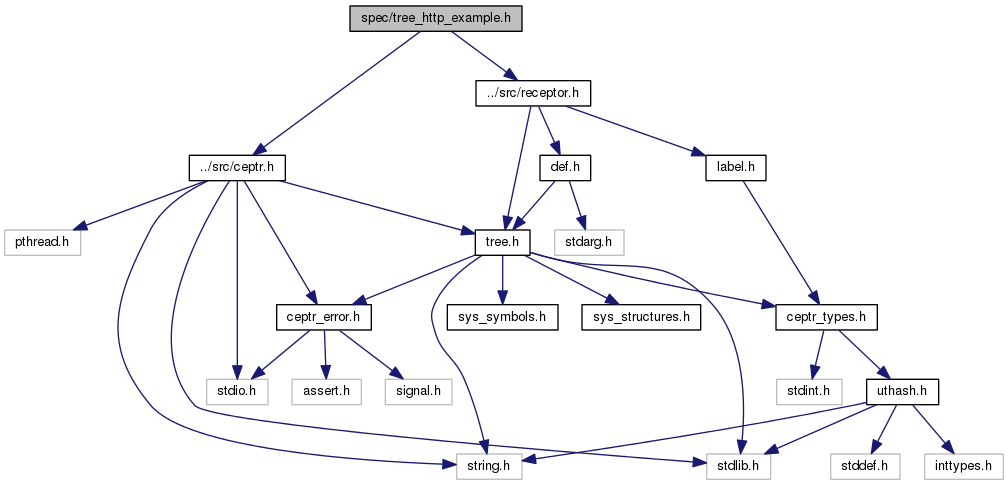 spec/tree_http_example.h
../src/receptor.h
../src/ceptr.h
def.h
label.h
pthread.h
tree.h
stdarg.h
ceptr_error.h
sys_symbols.h
sys_structures.h
ceptr_types.h
stdio.h
assert.h
signal.h
stdint.h
uthash.h
string.h
stdlib.h
stddef.h
inttypes.h